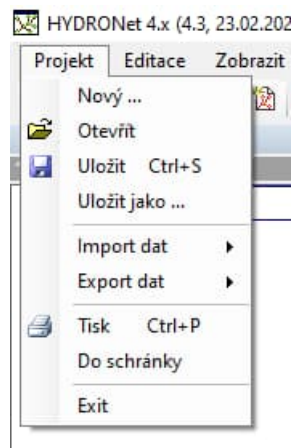 HYDRONet 4.x (4.3, 23.02.202
Projekt Editace Zobrazit
Nový ...
Otevřít
Uložit Ctrl+S
Uložit jako ...
Import dat
Export dat
Tisk Ctrl+P
Do schránky
Exit